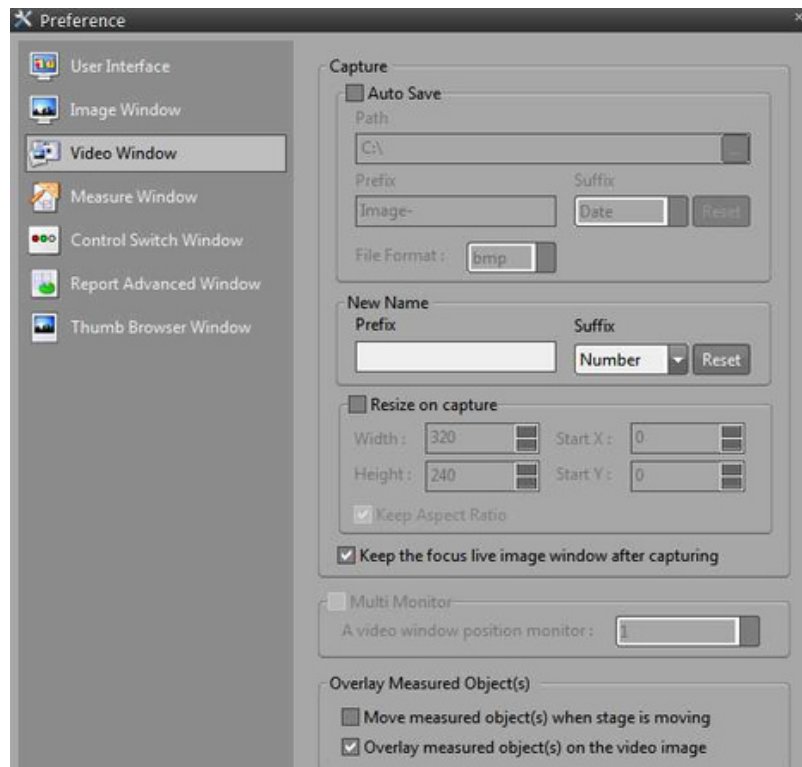 Preference
User Interface
Image Window
Video Window
Measure Window
Control Switch Window
Report Advanced Window
Thumb Browser Window
Capture
Auto Save
Path
C:\
...
Prefix Suffix
Image- Date Reset
File Format : bmp
New Name
Prefix Suffix
Number Reset
Resize on capture
Width : 320 Start X : 0
Height : 240 Start Y : 0
Keep Aspect Ratio
Keep the focus live image window after capturing
Multi Monitor
A video window position monitor : 1
Overlay Measured Object(s)
Move measured object(s) when stage is moving
Overlay measured object(s) on the video image